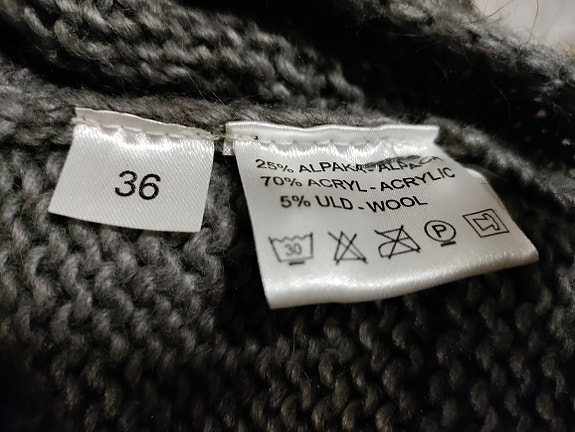 36
25% ALPAKA-ALPACA
70% ACRYL-ACRYLIC
5% ULD-WOOL
30 P